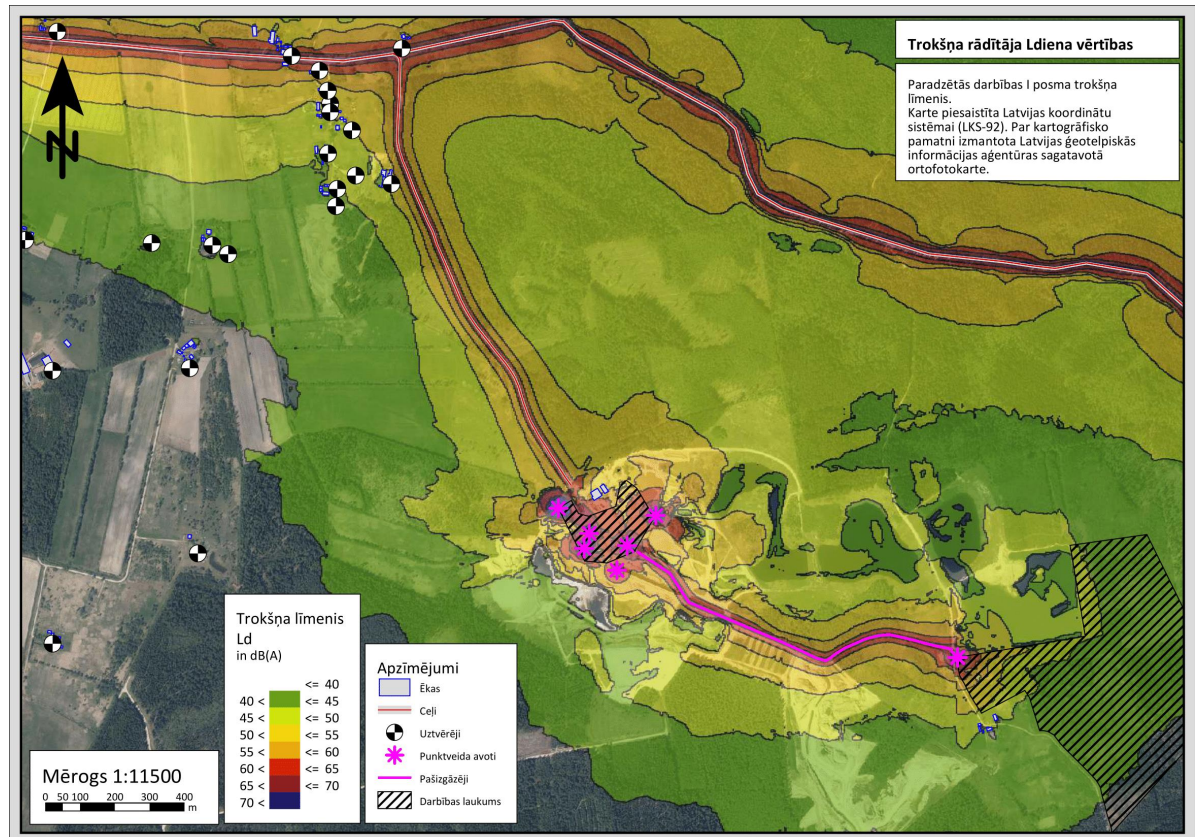 Trokšņa rādītāja Ldiena vērtības
Paradzētās darbības I posma trokšņa
līmenis.
Karte piesaistīta Latvijas koordinātu
sistēmai (LKS-92). Par kartogrāfisko
pamatni izmantota Latvijas ģeotelpiskās
informācijas aģentūras sagatavotā
ortofotokarte.
N
Trokšņa līmenis
Ld
in dB(A)
<= 40
40 < <= 45
45 < <= 50
50 < <= 55
55 < <= 60
60 < <= 65
65 < <= 70
70 <
Apzīmējumi
Ēkas
Ceļi
Uztvērēji
Punktveida avoti
Pašizgāzēji
Darbības laukums
Mērogs 1:11500
0 50 100 200 300 400
m